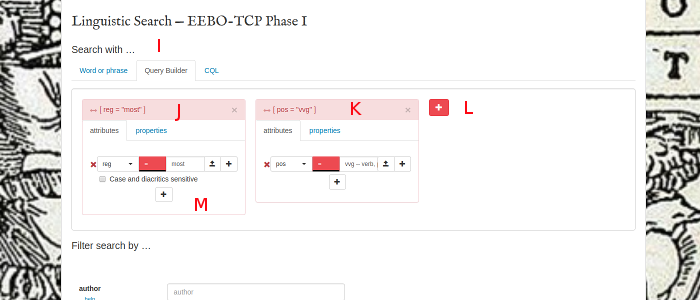 Linguistic Search – EEBO-TCP Phase I
Search with ...
I
Word or phrase Query Builder CQL
[ reg = "most" ] × J
[ pos = "vvg" ] × K
+ L
attributes properties
attributes properties
reg = most +
pos = vvg -- verb, +
Case and diacritics sensitive
+
+
M
Filter search by ...
author
author
help
O
T